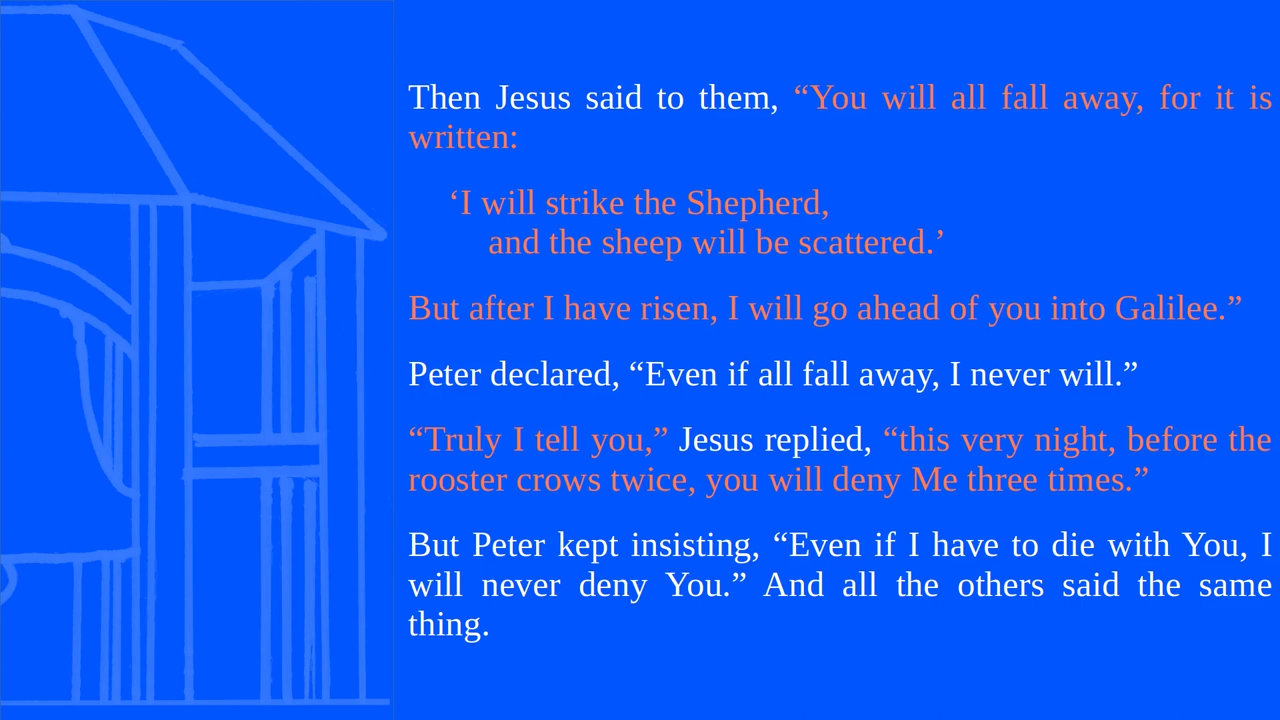 Then Jesus said to them, “You will all fall away, for it is
written:
‘I will strike the Shepherd,
and the sheep will be scattered.’
But after I have risen, I will go ahead of you into Galilee.”
Peter declared, “Even if all fall away, I never will.”
“Truly I tell you,” Jesus replied, “this very night, before the
rooster crows twice, you will deny Me three times.”
But Peter kept insisting, “Even if I have to die with You, I
will never deny You.” And all the others said the same
thing.